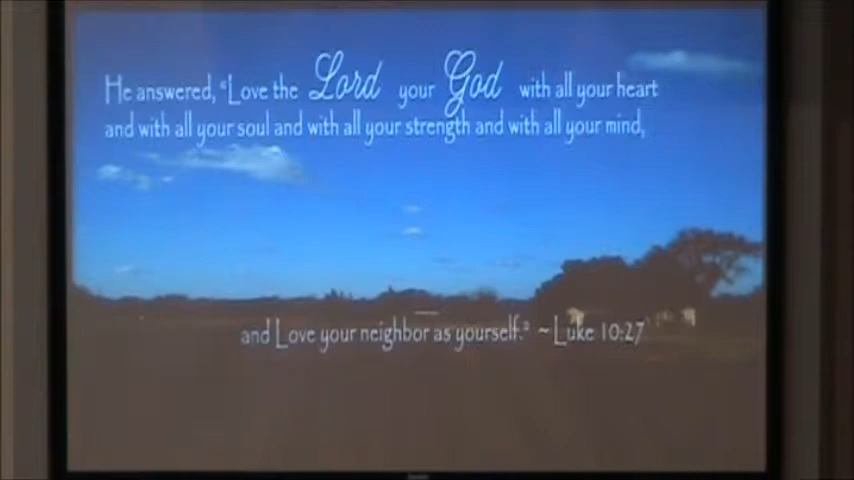 He answered, "Love the Lord your God with all your heart
and with all your soul and with all your strength and with all your mind,
and Love your neighbor as yourself." ~Luke 10:27